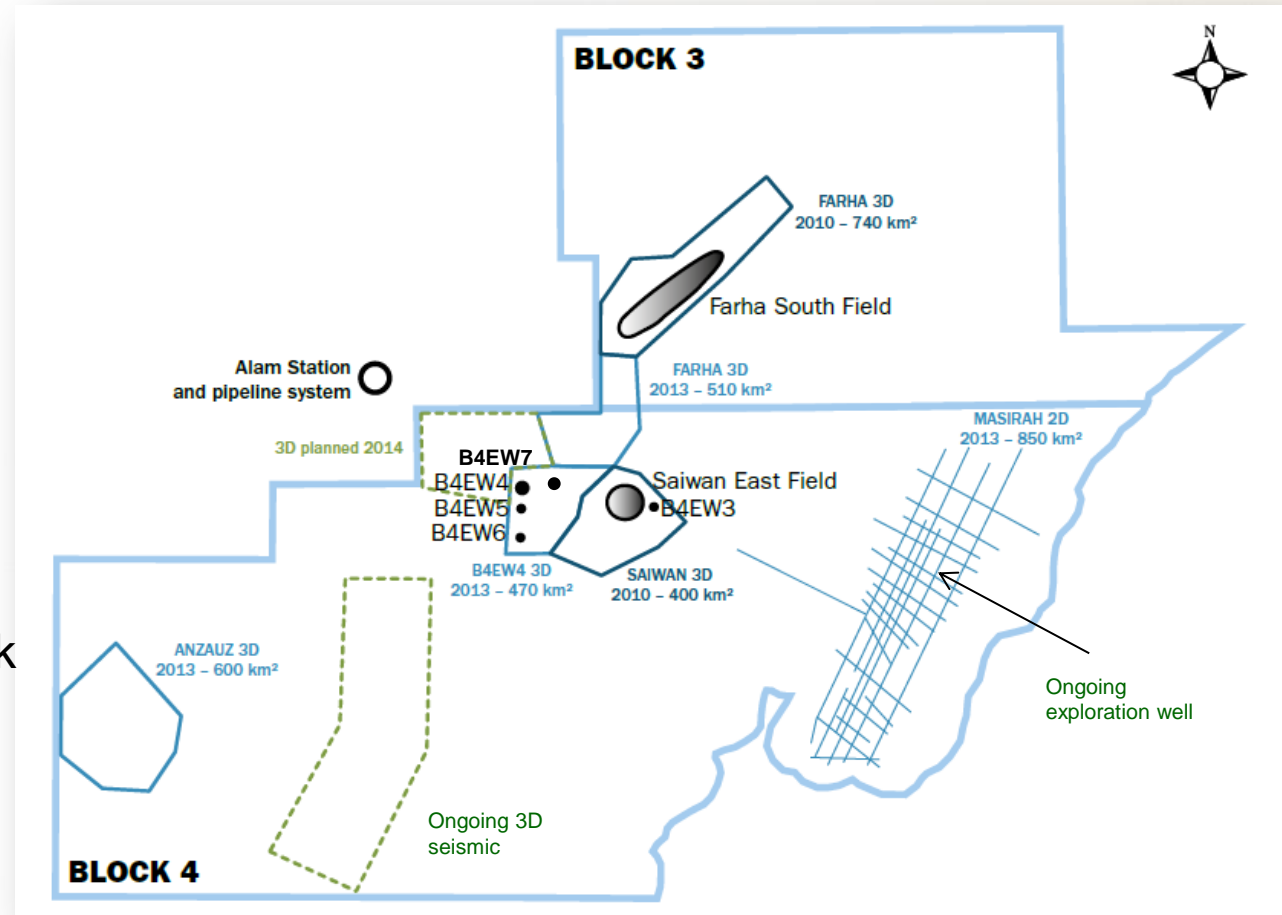 N
BLOCK 3
FARHA 3D
2010 – 740 km²
Farha South Field
Alam Station
and pipeline system
FARHA 3D
2013 – 510 km²
MASIRAH 2D
2013 – 850 km²
3D planned 2014
B4EW7
B4EW4
Saiwan East Field
B4EW5
B4EW3
B4EW6
B4EW4 3D
2013 – 470 km²
SAIWAN 3D
2010 – 400 km²
k
ANZAUZ 3D
2013 – 600 km²
Ongoing
exploration well
Ongoing 3D
seismic
BLOCK 4